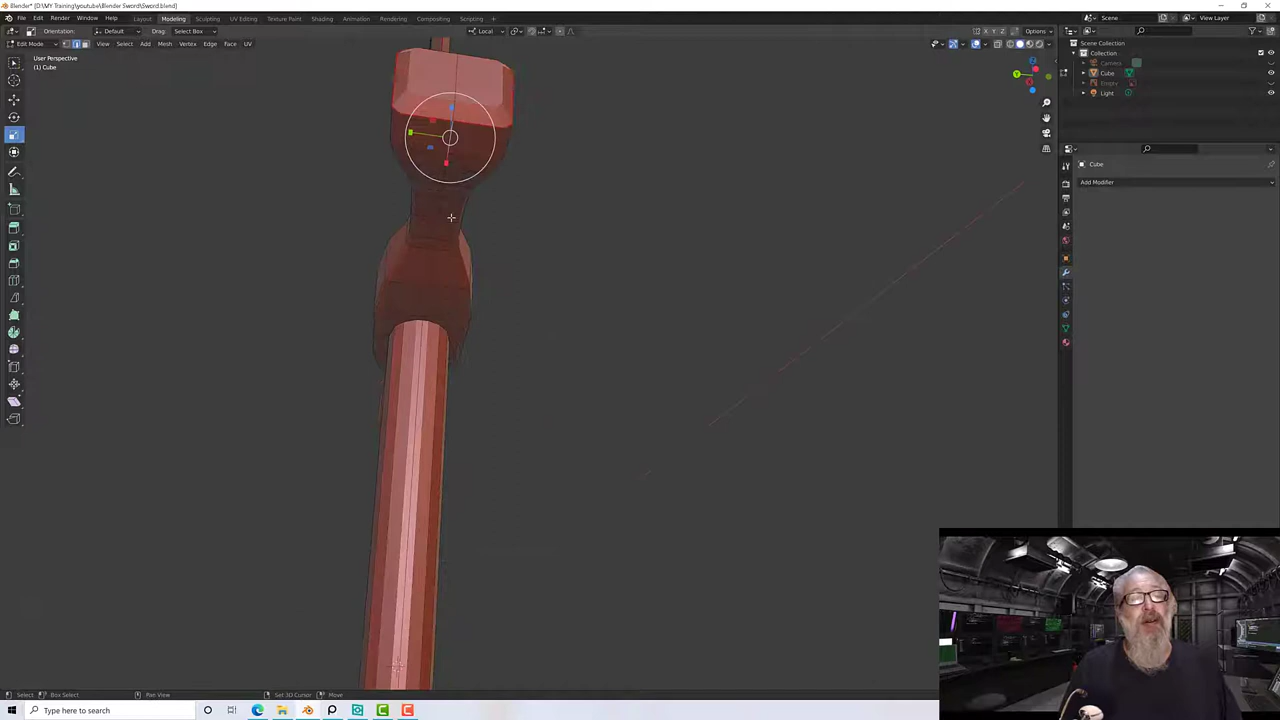 Blender* [D:\MY Training\youtube\Blender Sword\Sword.blend]
File Edit Render Window Help Layout Modeling Sculpting UV Editing Texture Paint Shading Animation Rendering Compositing Geometry Nodes Scripting + Scene View Layer
Orientation: Default Drag: Select Box Local X Y Z Options
Edit Mode View Select Add Mesh Vertex Edge Face UV
User Perspective
(1) Cube
Scene Collection
Collection
Camera
Cube
Empty
Light
Cube
Add Modifier
Select Box Select Pan View Set 3D Cursor Move
Type here to search